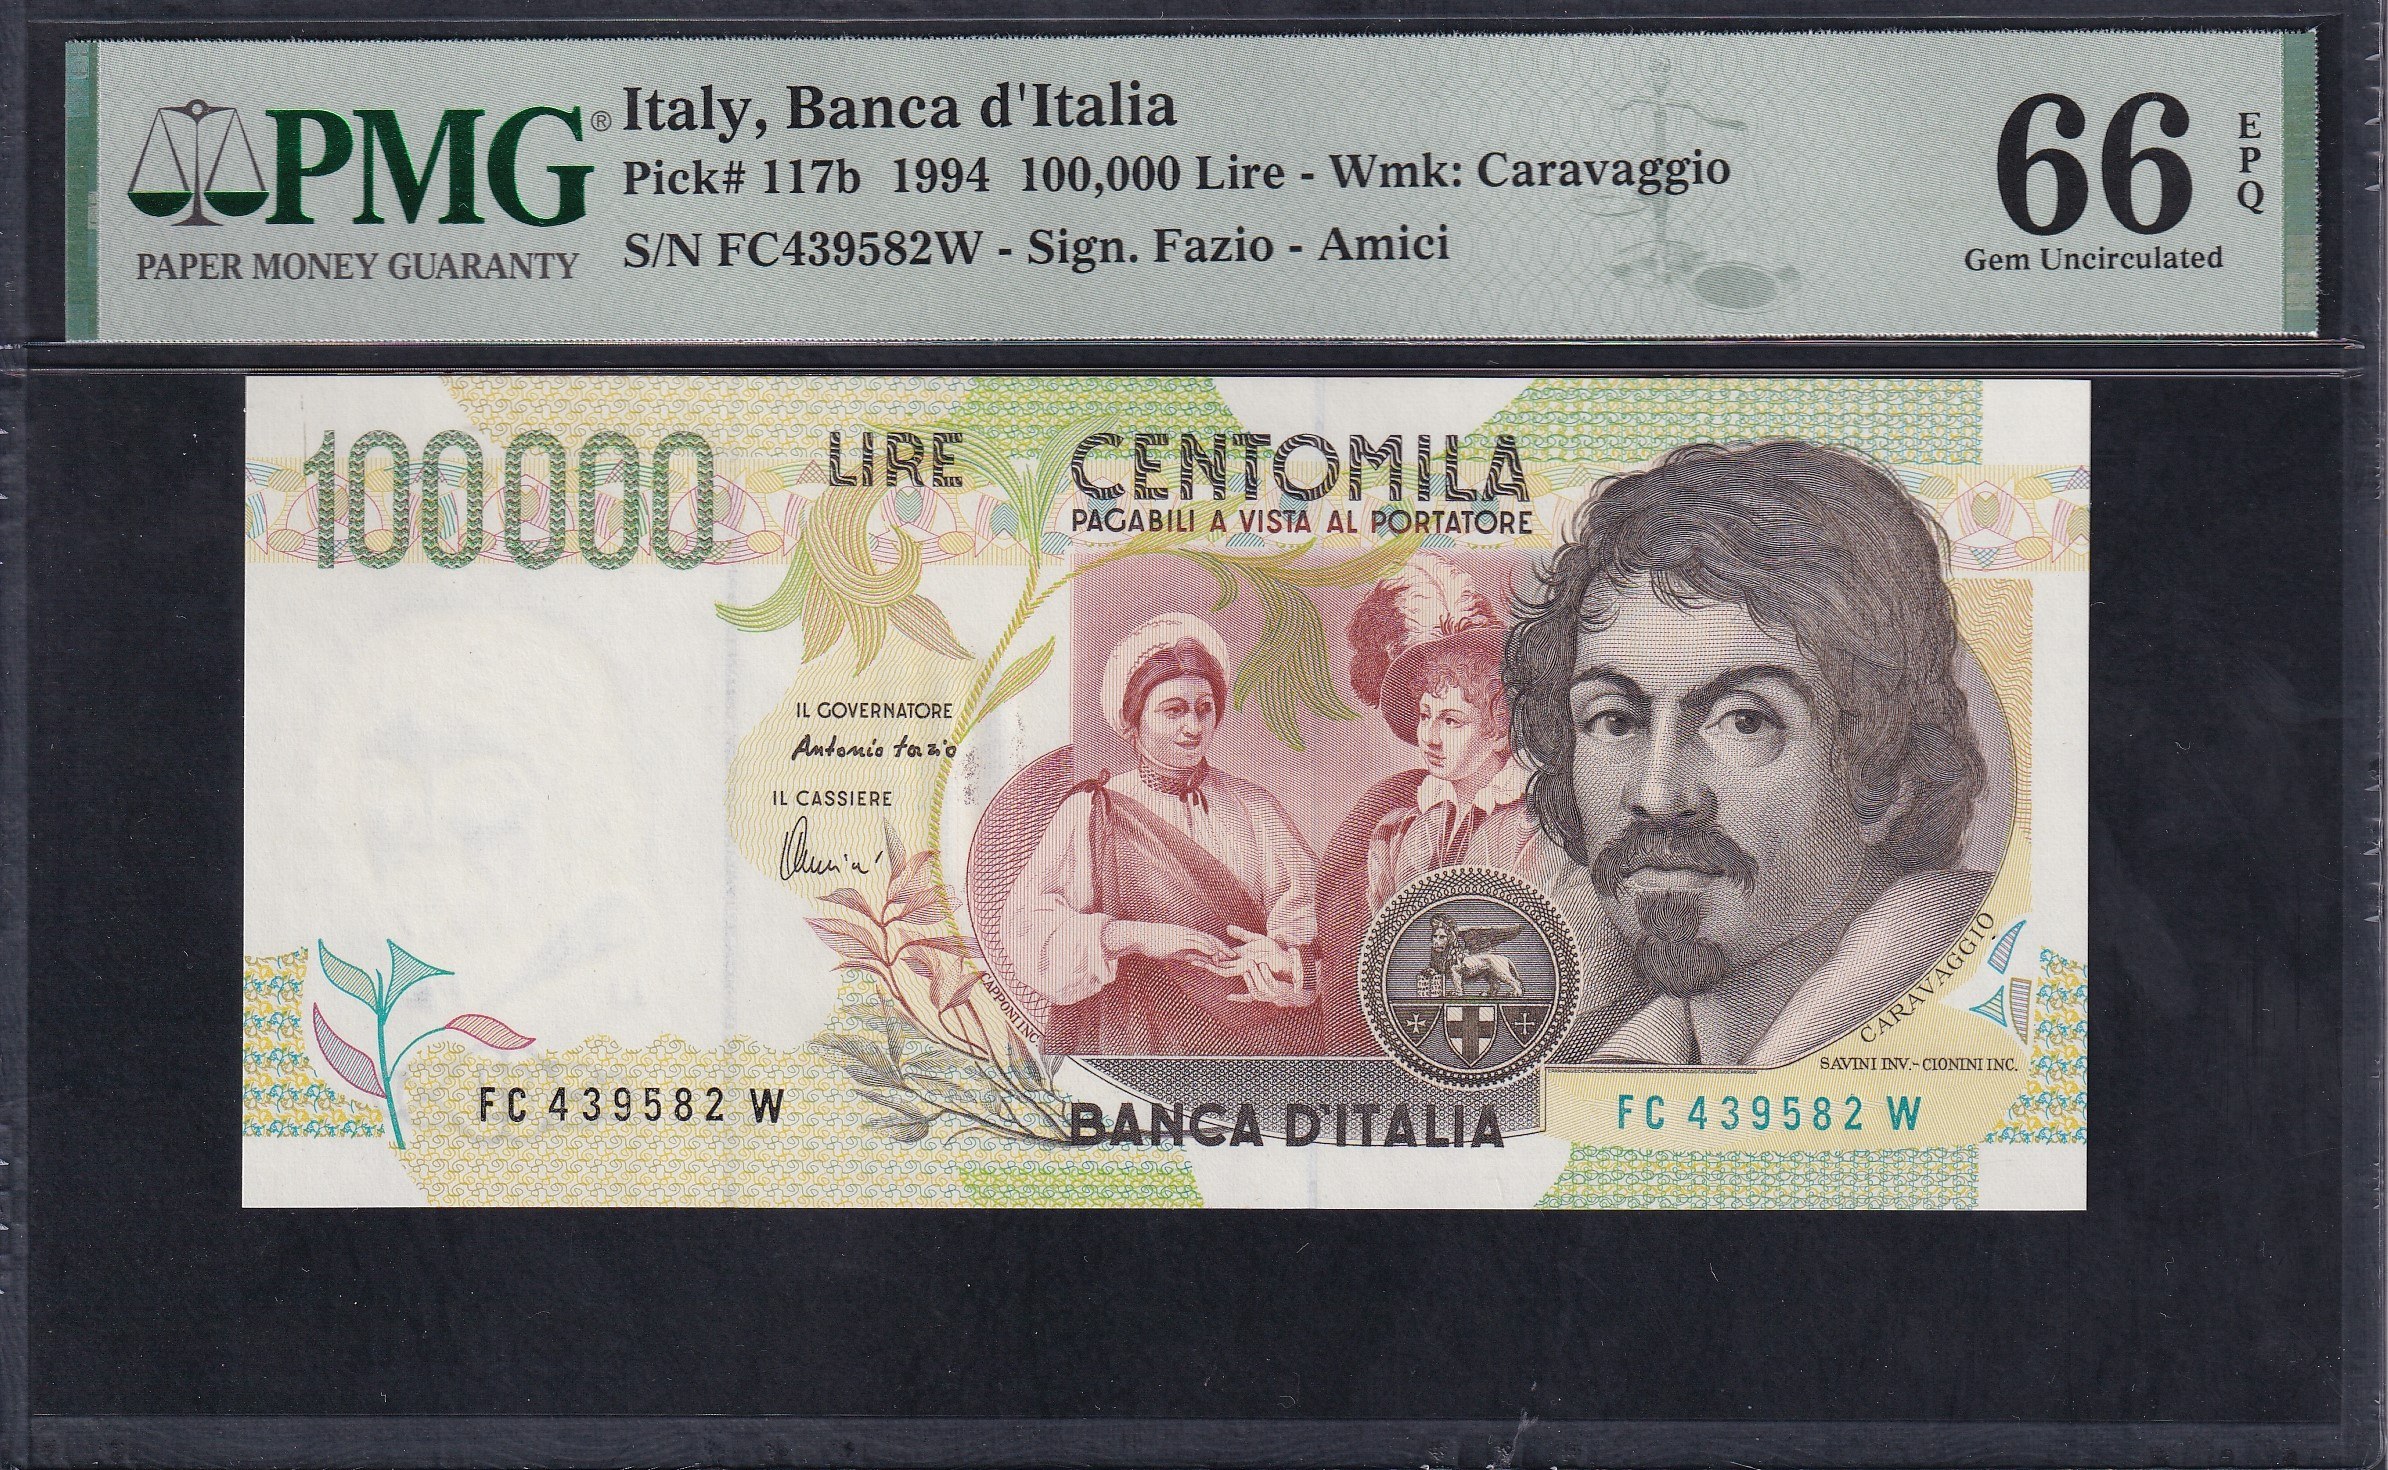 PMG®
PAPER MONEY GUARANTY
Italy, Banca d'Italia
Pick# 117b 1994 100,000 Lire - Wmk: Caravaggio
S/N FC439582W - Sign. Fazio - Amici
66
EPQ
Gem Uncirculated
100000
LIRE CENTOMILA
PAGABILI A VISTA AL PORTATORE
IL GOVERNATORE
Antonio Fazio
IL CASSIERE
Amici
CAPPONI INC.
CARAVAGGIO
SAVINI INV.-CIONINI INC.
FC 439582 W
BANCA D'ITALIA
FC 439582 W